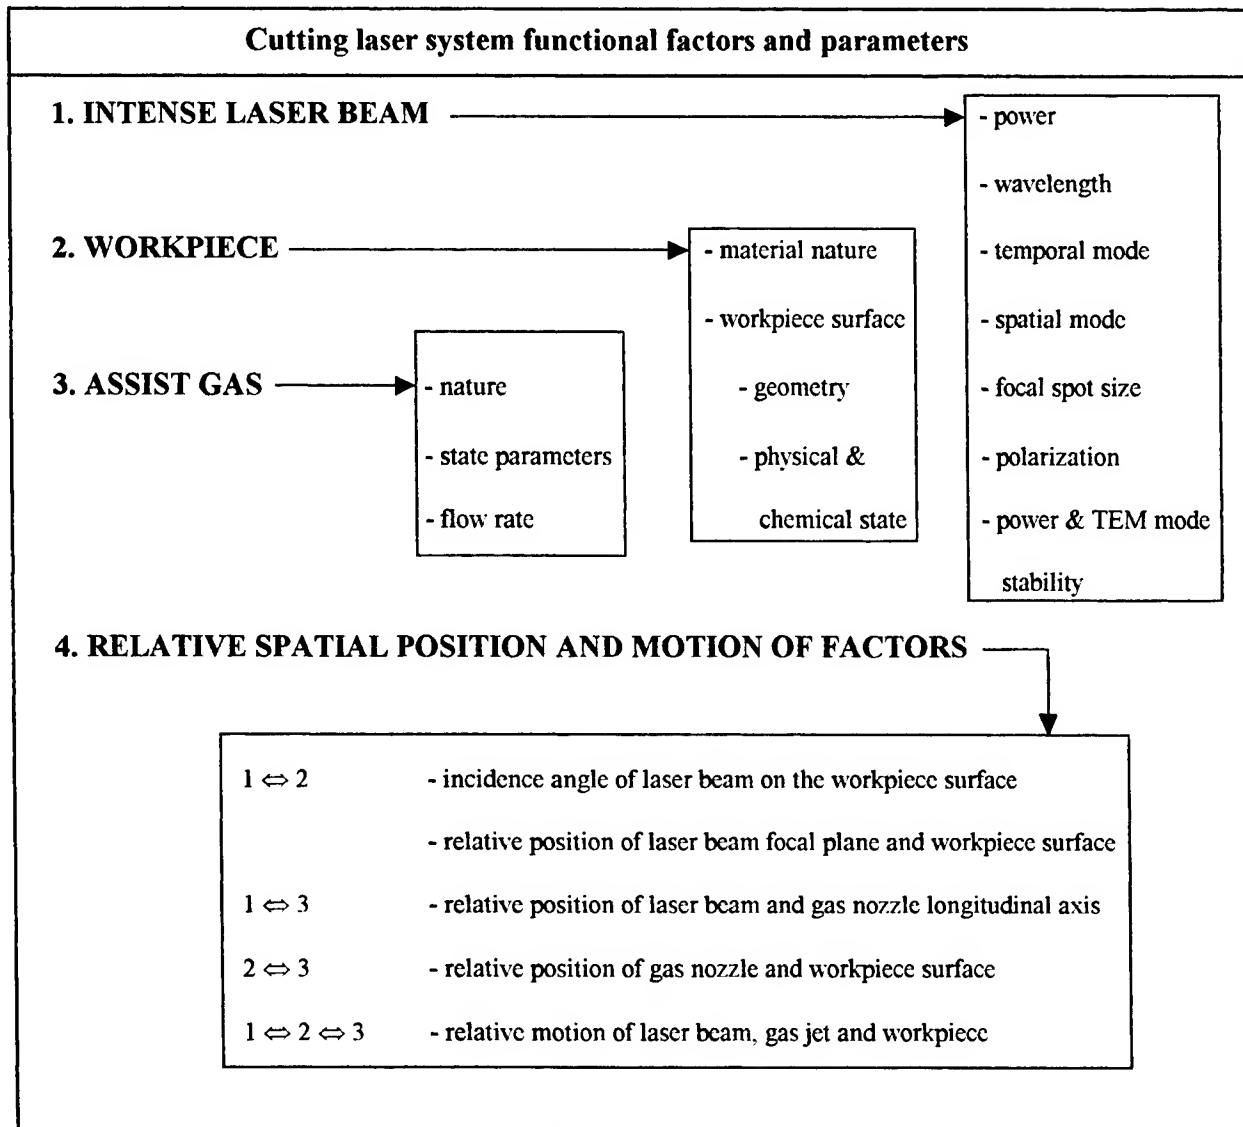 Cutting laser system functional factors and parameters
1. INTENSE LASER BEAM
- power
- wavelength
- temporal mode
- spatial mode
- focal spot size
- polarization
- power & TEM mode
stability
2. WORKPIECE
- material nature
- workpiece surface
- geometry
- physical &
chemical state
3. ASSIST GAS
- nature
- state parameters
- flow rate
4. RELATIVE SPATIAL POSITION AND MOTION OF FACTORS
1 ⇔ 2 - incidence angle of laser beam on the workpiece surface
- relative position of laser beam focal plane and workpiece surface
1 ⇔ 3 - relative position of laser beam and gas nozzle longitudinal axis
2 ⇔ 3 - relative position of gas nozzle and workpiece surface
1 ⇔ 2 ⇔ 3 - relative motion of laser beam, gas jet and workpiece